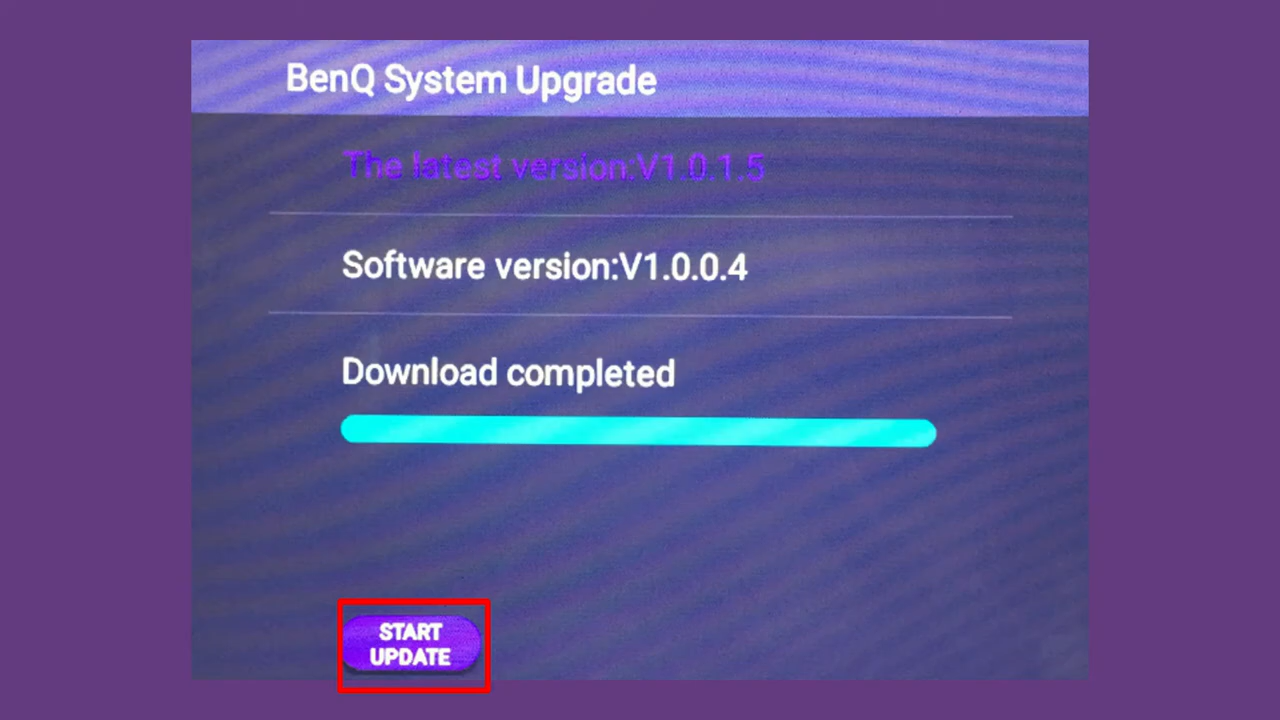 BenQ System Upgrade
The latest version:V1.0.1.5
Software version:V1.0.0.4
Download completed
START
UPDATE